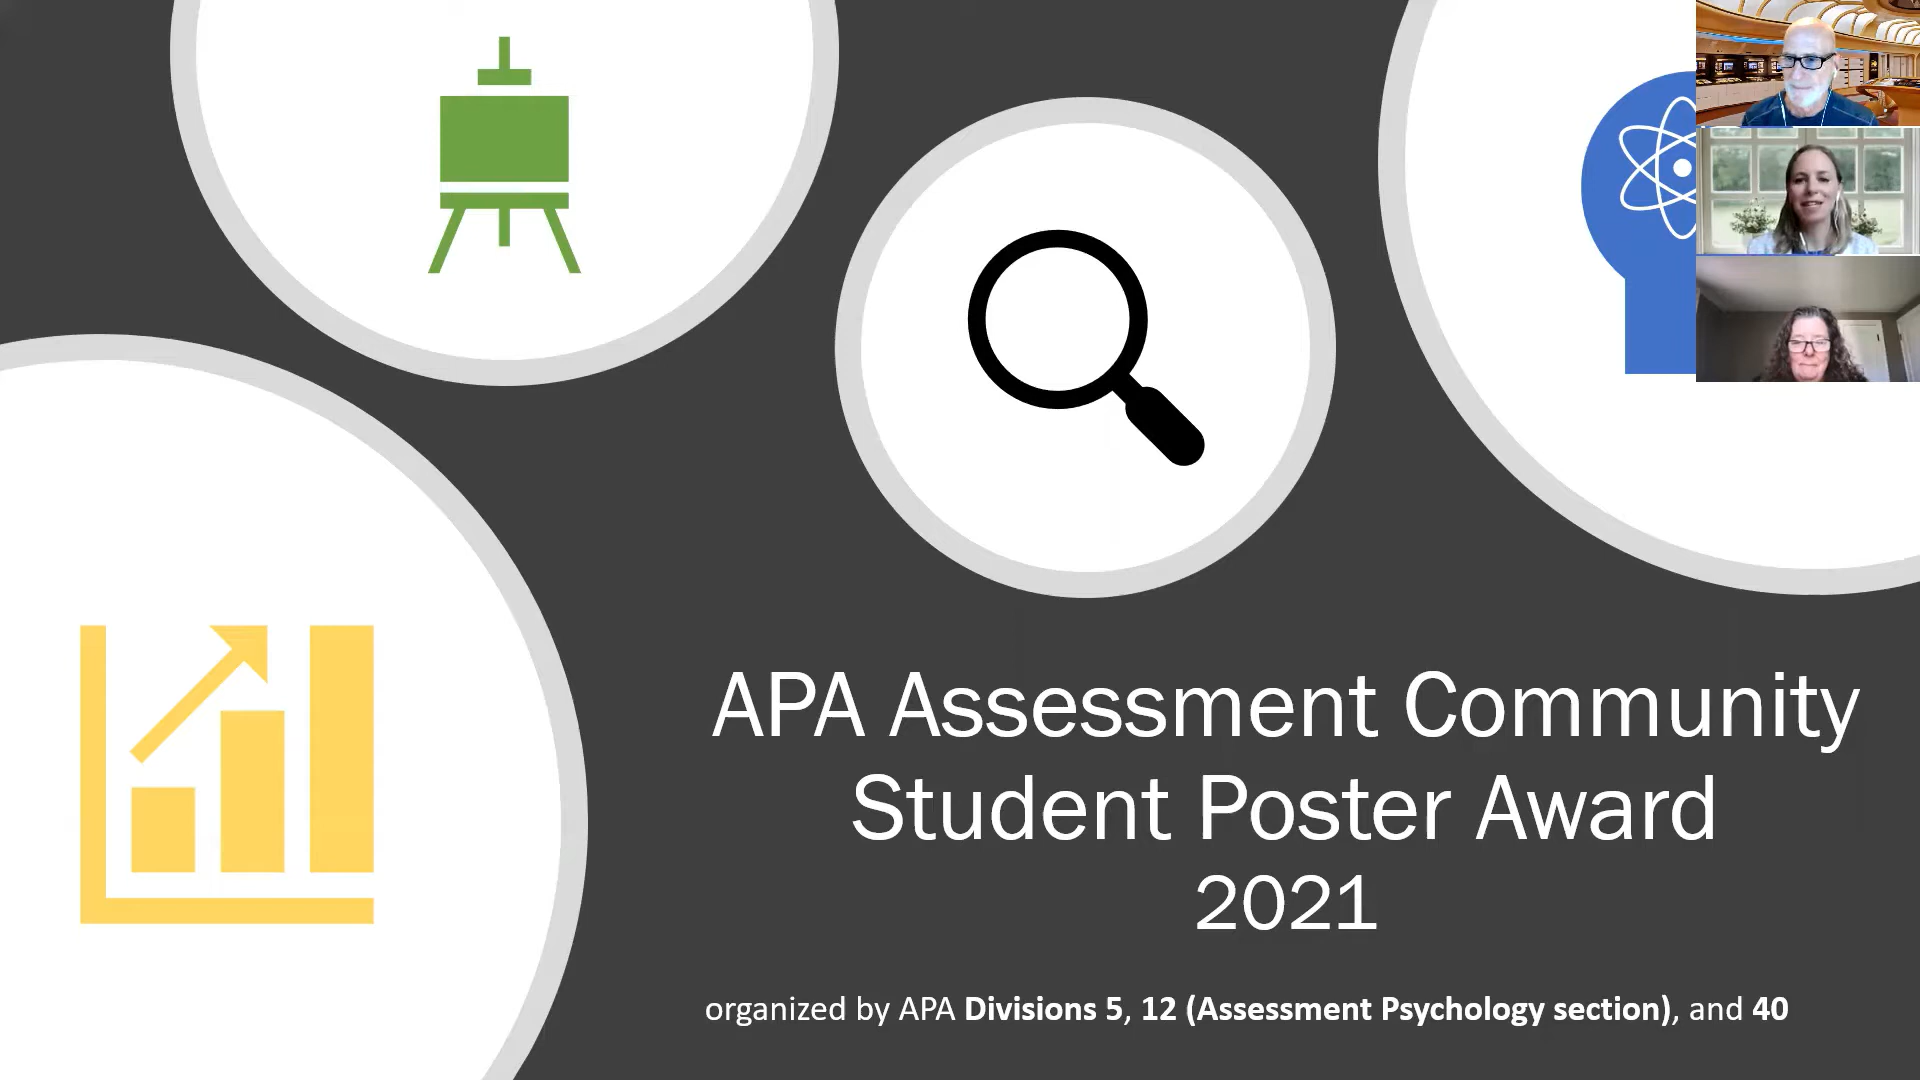 APA Assessment Community
Student Poster Award
2021
organized by APA Divisions 5, 12 (Assessment Psychology section), and 40